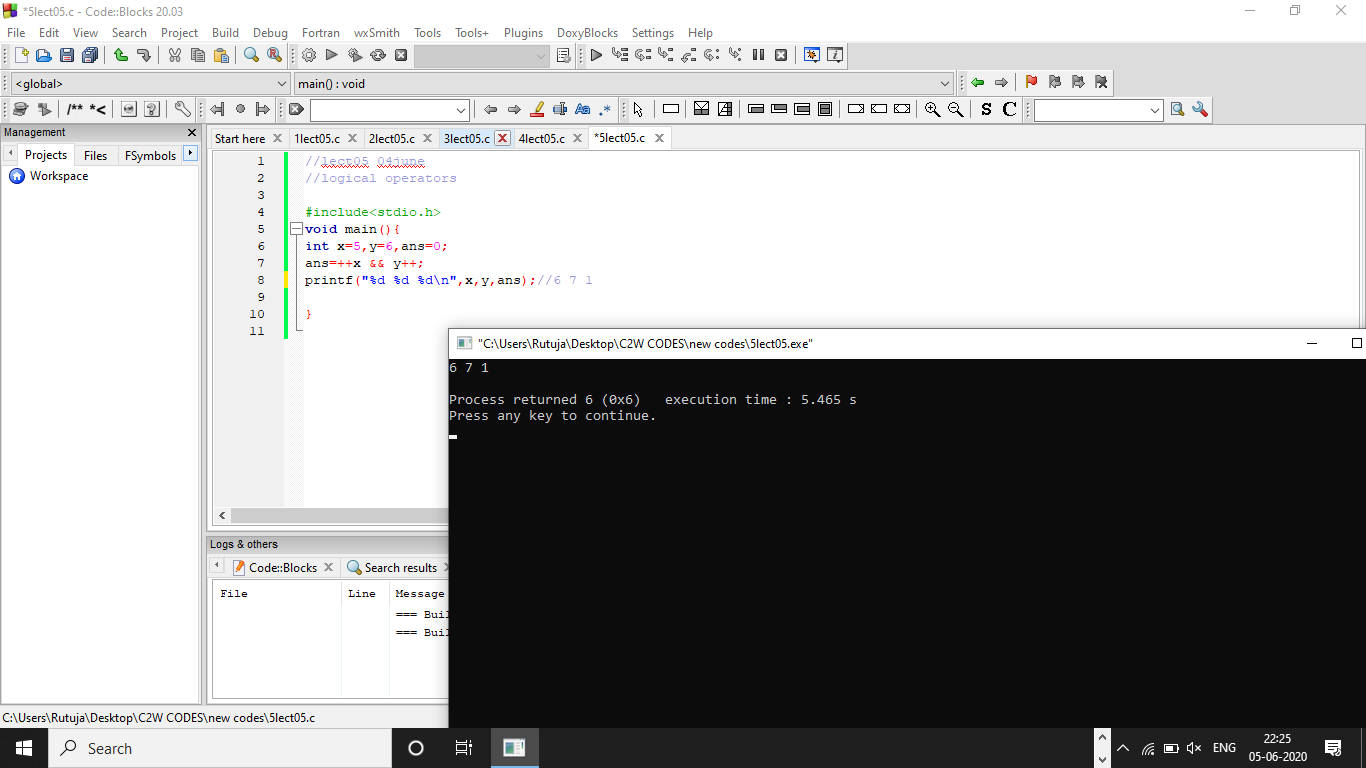 *5lect05.c - Code::Blocks 20.03
File Edit View Search Project Build Debug Fortran wxSmith Tools Tools+ Plugins DoxyBlocks Settings Help
<global> main() : void
/** *< Aa .* S C
Management
Projects Files FSymbols
Workspace
Start here 1lect05.c 2lect05.c 3lect05.c 4lect05.c *5lect05.c
1 //lect05 04june
2 //logical operators
3
4 #include<stdio.h>
5 void main(){
6 int x=5,y=6,ans=0;
7 ans=++x && y++;
8 printf("%d %d %d\n",x,y,ans);//6 7 1
9
10 }
11
"C:\Users\Rutuja\Desktop\C2W CODES\new codes\5lect05.exe"
6 7 1
Process returned 6 (0x6) execution time : 5.465 s
Press any key to continue.
Logs & others
Code::Blocks Search results
File Line Message
=== Buil
=== Buil
C:\Users\Rutuja\Desktop\C2W CODES\new codes\5lect05.c
Search
ENG
22:25
05-06-2020